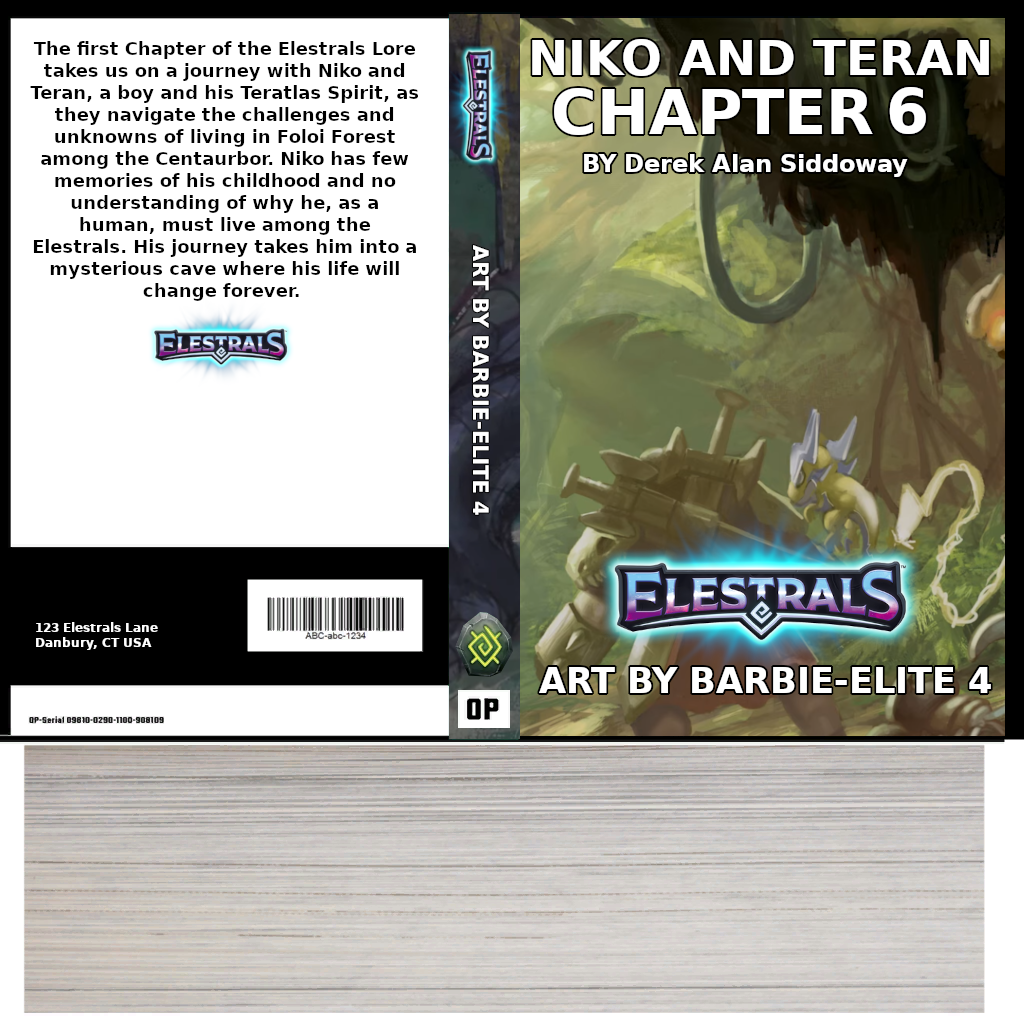 The first Chapter of the Elestrals Lore
takes us on a journey with Niko and
Teran, a boy and his Teratlas Spirit, as
they navigate the challenges and
unknowns of living in Foloi Forest
among the Centaurbor. Niko has few
memories of his childhood and no
understanding of why he, as a
human, must live among the
Elestrals. His journey takes him into a
mysterious cave where his life will
change forever.
ELESTRALS
123 Elestrals Lane
Danbury, CT USA
ABC-abc-1234
OP-Serial 09810-0290-1100-908109
ELESTRALS
ART BY BARBIE-ELITE 4
OP
NIKO AND TERAN
CHAPTER 6
BY Derek Alan Siddoway
ELESTRALS™
ART BY BARBIE-ELITE 4